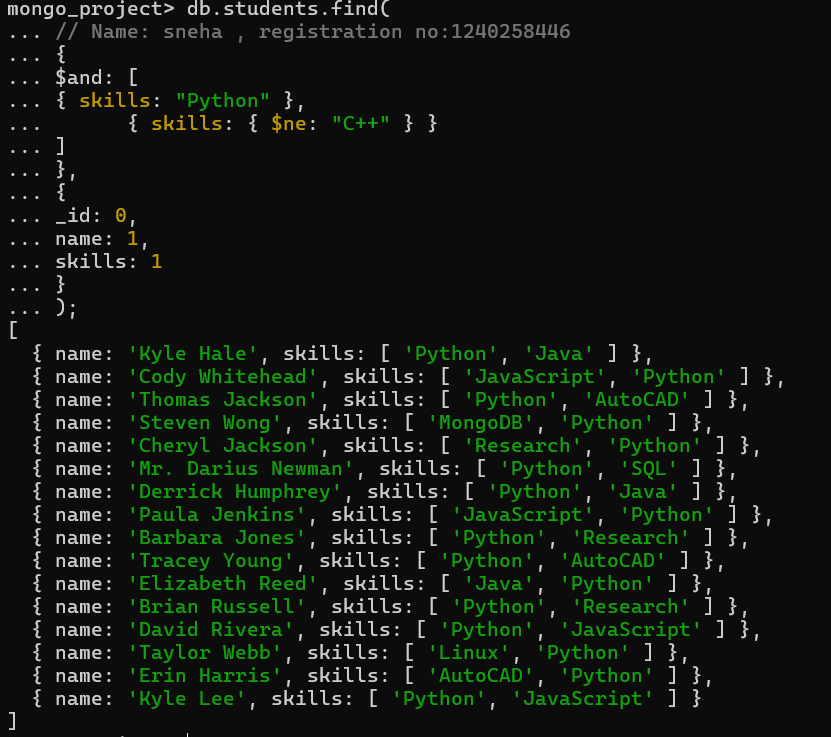 mongo_project> db.students.find(
... // Name: sneha , registration no:1240258446
... {
... $and: [
... { skills: "Python" },
...        { skills: { $ne: "C++" } }
... ]
... },
... {
... _id: 0,
... name: 1,
... skills: 1
... }
... );
[
  { name: 'Kyle Hale', skills: [ 'Python', 'Java' ] },
  { name: 'Cody Whitehead', skills: [ 'JavaScript', 'Python' ] },
  { name: 'Thomas Jackson', skills: [ 'Python', 'AutoCAD' ] },
  { name: 'Steven Wong', skills: [ 'MongoDB', 'Python' ] },
  { name: 'Cheryl Jackson', skills: [ 'Research', 'Python' ] },
  { name: 'Mr. Darius Newman', skills: [ 'Python', 'SQL' ] },
  { name: 'Derrick Humphrey', skills: [ 'Python', 'Java' ] },
  { name: 'Paula Jenkins', skills: [ 'JavaScript', 'Python' ] },
  { name: 'Barbara Jones', skills: [ 'Python', 'Research' ] },
  { name: 'Tracey Young', skills: [ 'Python', 'AutoCAD' ] },
  { name: 'Elizabeth Reed', skills: [ 'Java', 'Python' ] },
  { name: 'Brian Russell', skills: [ 'Python', 'Research' ] },
  { name: 'David Rivera', skills: [ 'Python', 'JavaScript' ] },
  { name: 'Taylor Webb', skills: [ 'Linux', 'Python' ] },
  { name: 'Erin Harris', skills: [ 'AutoCAD', 'Python' ] },
  { name: 'Kyle Lee', skills: [ 'Python', 'JavaScript' ] }
]